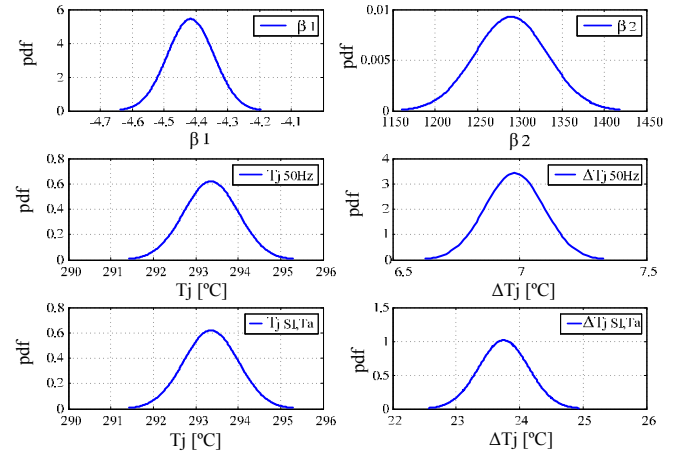 pdf
6
4
2
0
β 1
-4,7 -4,6 -4,5 -4,4 -4,3 -4,2 -4,1
β 1
pdf
0.01
0.005
0
β 2
1150 1200 1250 1300 1350 1400 1450
β 2
pdf
0.8
0.6
0.4
0.2
0
Tj 50Hz
290 291 292 293 294 295 296
Tj [ºC]
pdf
4
3
2
1
0
ΔTj 50Hz
6.5 7 7.5
ΔTj [ºC]
pdf
0.8
0.6
0.4
0.2
0
Tj S1,Ta
290 291 292 293 294 295 296
Tj [ºC]
pdf
1.5
1
0.5
0
ΔTj S1,Ta
22 23 24 25 26
ΔTj [ºC]